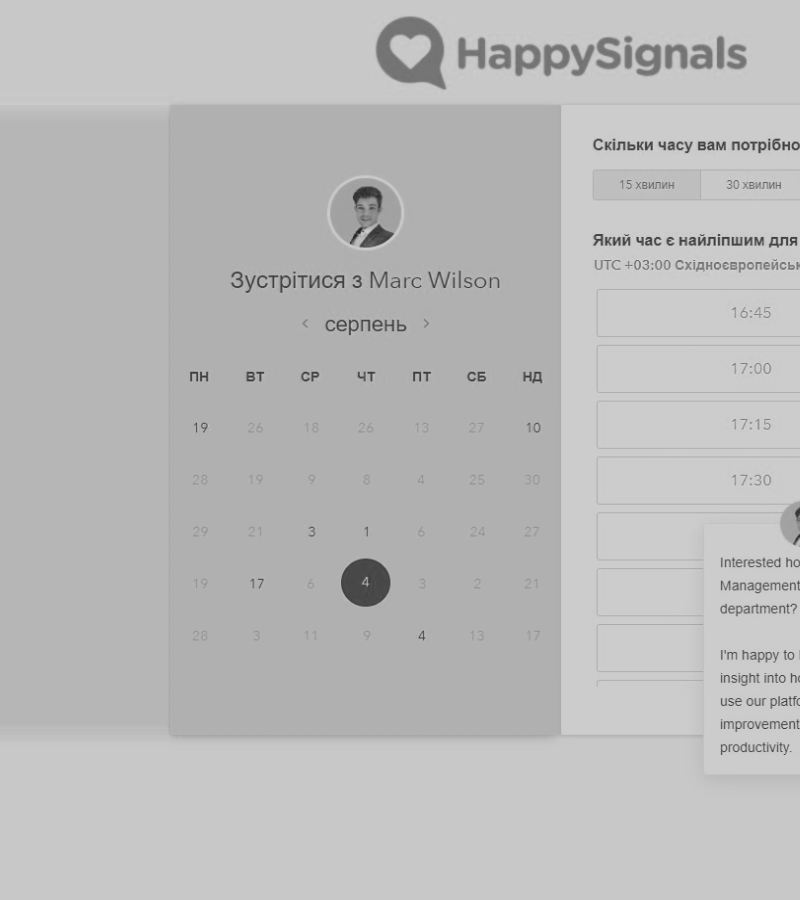 HappySignals
Зустрітися з Marc Wilson
серпень
ПН ВТ СР ЧТ ПТ СБ НД
19 26 18 26 13 27 10
28 19 9 8 4 25 30
29 21 3 1 6 24 27
19 17 6 4 3 2 21
28 3 11 9 4 13 17
Скільки часу вам потрібно
15 хвилин 30 хвилин
Який час є найліпшим для
UTC +03:00 Східноєвропейськ
16:45
17:00
17:15
17:30
Interested ho
Management
department?
I'm happy to
insight into ho
use our platfo
improvement
productivity.